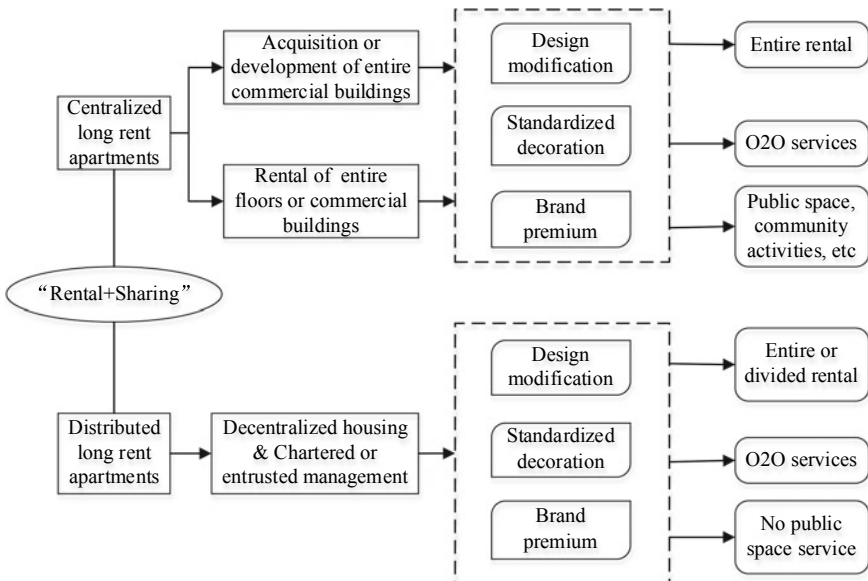 Centralized
long rent
apartments
Acquisition or
development of entire
commercial buildings
Rental of entire
floors or commercial
buildings
Design
modification
Standardized
decoration
Brand
premium
Entire rental
O2O services
Public space,
community
activities, etc
“Rental+Sharing”
Distributed
long rent
apartments
Decentralized housing
& Chartered or
entrusted management
Design
modification
Standardized
decoration
Brand
premium
Entire or
divided rental
O2O services
No public
space service